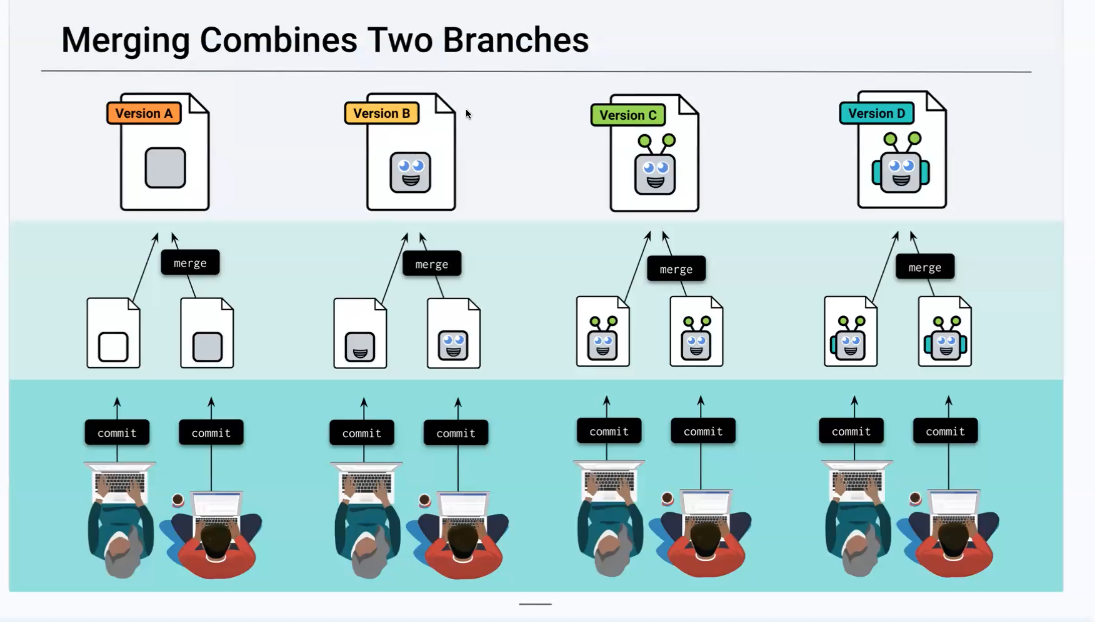 Merging Combines Two Branches
Version A
Version B
Version C
Version D
merge
merge
merge
merge
commit
commit
commit
commit
commit
commit
commit
commit